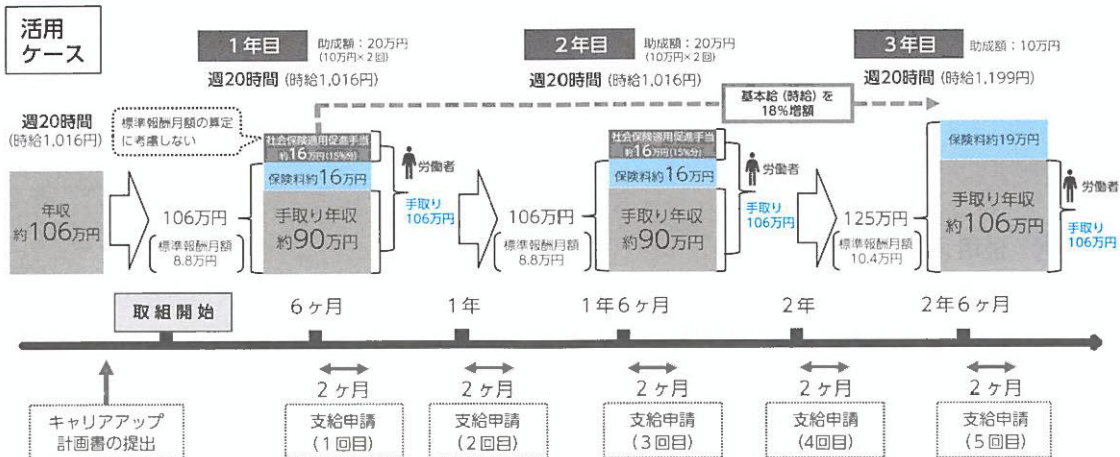 活用
ケース
1年目
助成額：20万円
(10万円×2回)
週20時間 (時給1,016円)
2年目
助成額：20万円
(10万円×2回)
週20時間 (時給1,016円)
3年目
助成額：10万円
週20時間 (時給1,199円)
基本給(時給)を
18%増額
週20時間
(時給1,016円)
標準報酬月額の算定
に考慮しない
年収
約106万円
106万円
標準報酬月額
8.8万円
社会保険適用促進手当
約16万円(15%分)
保険料約16万円
手取り年収
約90万円
労働者
手取り
106万円
106万円
標準報酬月額
8.8万円
社会保険適用促進手当
約16万円(15%分)
保険料約16万円
手取り年収
約90万円
労働者
手取り
106万円
125万円
標準報酬月額
10.4万円
保険料約19万円
手取り年収
約106万円
労働者
手取り
106万円
取組開始
6ヶ月
1年
1年6ヶ月
2年
2年6ヶ月
2ヶ月
2ヶ月
2ヶ月
2ヶ月
2ヶ月
キャリアアップ
計画書の提出
支給申請
(1回目)
支給申請
(2回目)
支給申請
(3回目)
支給申請
(4回目)
支給申請
(5回目)